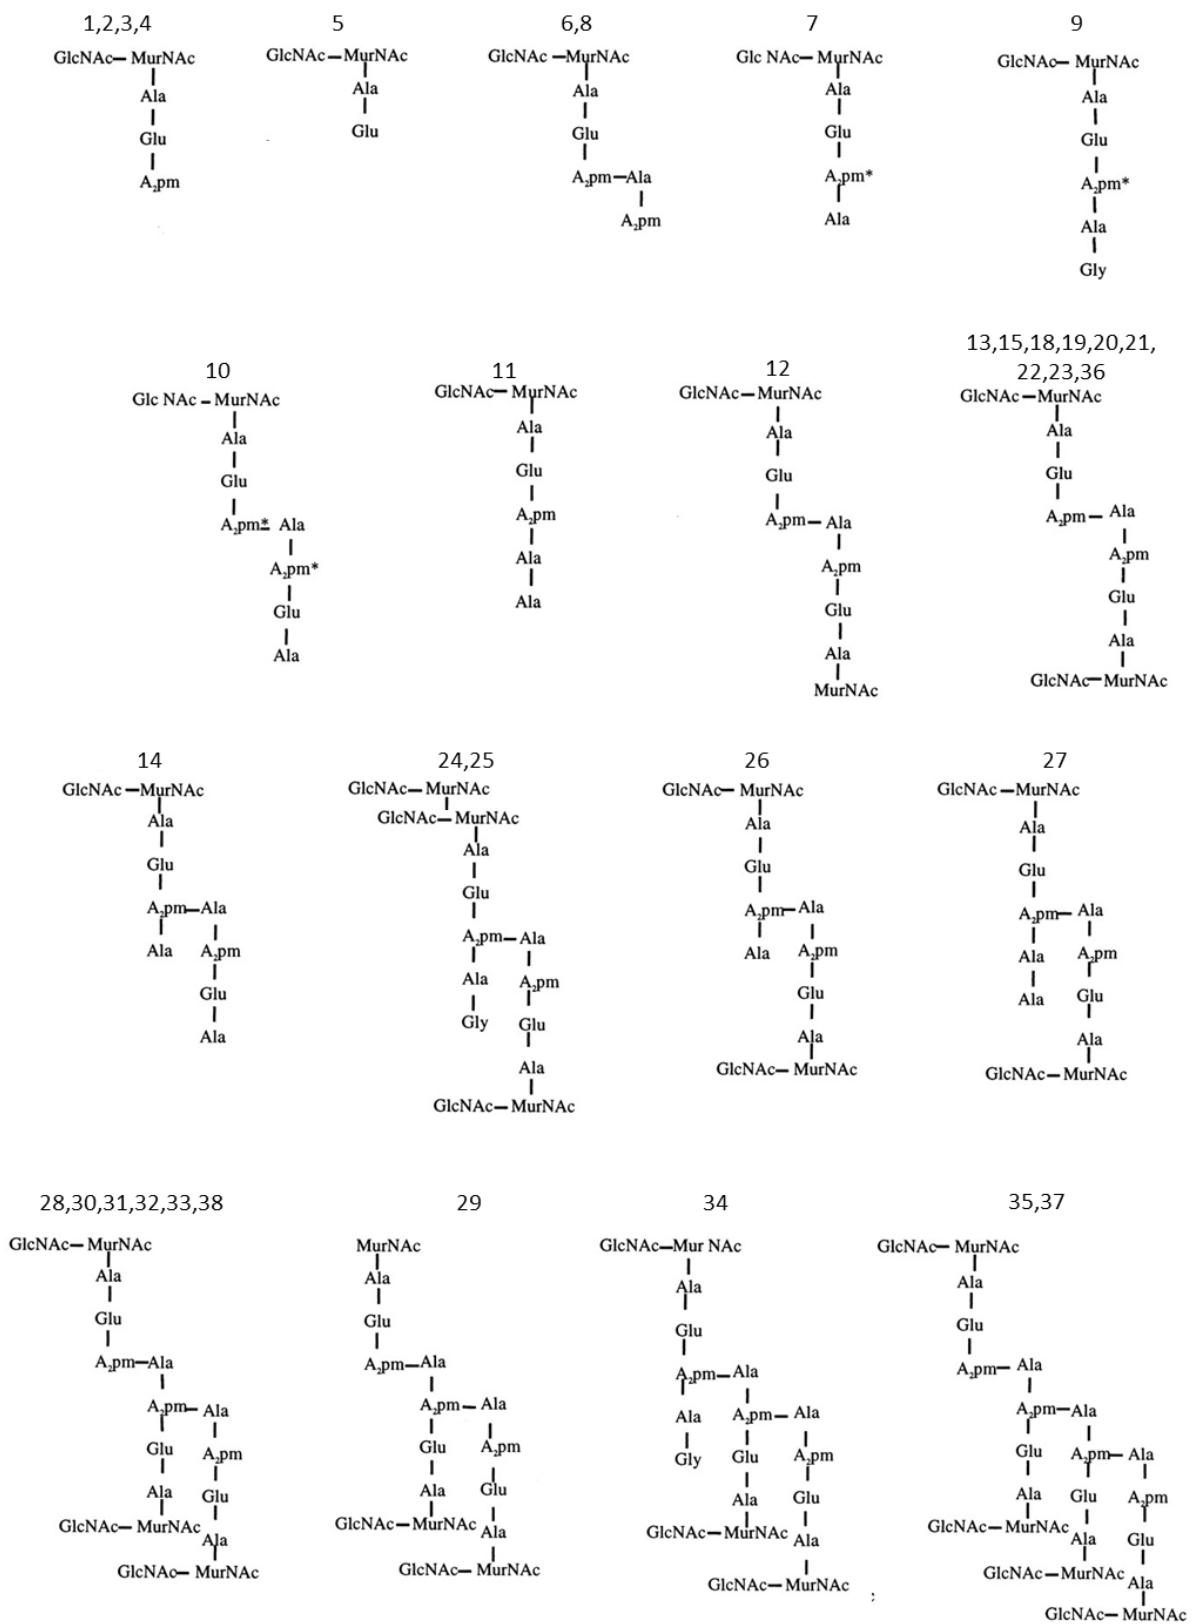 1,2,3,4
GlcNAc–MurNAc
Ala
Glu
A₂pm
5
GlcNAc–MurNAc
Ala
Glu
6,8
GlcNAc–MurNAc
Ala
Glu
A₂pm–Ala
A₂pm
7
Glc NAc–MurNAc
Ala
Glu
A₂pm*
Ala
9
GlcNAc–MurNAc
Ala
Glu
A₂pm*
Ala
Gly
10
Glc NAc–MurNAc
Ala
Glu
A₂pm*–Ala
A₂pm*
Glu
Ala
11
GlcNAc–MurNAc
Ala
Glu
A₂pm
Ala
Ala
12
GlcNAc–MurNAc
Ala
Glu
A₂pm–Ala
A₂pm
Glu
Ala
MurNAc
13,15,18,19,20,21,
22,23,36
GlcNAc–MurNAc
Ala
Glu
A₂pm–Ala
A₂pm
Glu
Ala
GlcNAc–MurNAc
14
GlcNAc–MurNAc
Ala
Glu
A₂pm–Ala
Ala A₂pm
Glu
Ala
24,25
GlcNAc–MurNAc
GlcNAc–MurNAc
Ala
Glu
A₂pm–Ala
Ala A₂pm
Gly Glu
Ala
GlcNAc–MurNAc
26
GlcNAc–MurNAc
Ala
Glu
A₂pm–Ala
Ala A₂pm
Glu
Ala
GlcNAc–MurNAc
27
GlcNAc–MurNAc
Ala
Glu
A₂pm–Ala
Ala A₂pm
Ala Glu
Ala
GlcNAc–MurNAc
28,30,31,32,33,38
GlcNAc–MurNAc
Ala
Glu
A₂pm–Ala
A₂pm–Ala
Glu A₂pm
Ala Glu
GlcNAc–MurNAc Ala
GlcNAc–MurNAc
29
MurNAc
Ala
Glu
A₂pm–Ala
A₂pm–Ala
Glu A₂pm
Ala Glu
GlcNAc–MurNAc Ala
GlcNAc–MurNAc
34
GlcNAc–Mur NAc
Ala
Glu
A₂pm–Ala
Ala A₂pm–Ala
Gly Glu A₂pm
Ala Glu
GlcNAc–MurNAc Ala
GlcNAc–MurNAc
35,37
GlcNAc–MurNAc
Ala
Glu
A₂pm–Ala
A₂pm–Ala
Glu A₂pm–Ala
Ala Glu A₂pm
GlcNAc–MurNAc Ala Glu
GlcNAc–MurNAc Ala
GlcNAc–MurNAc